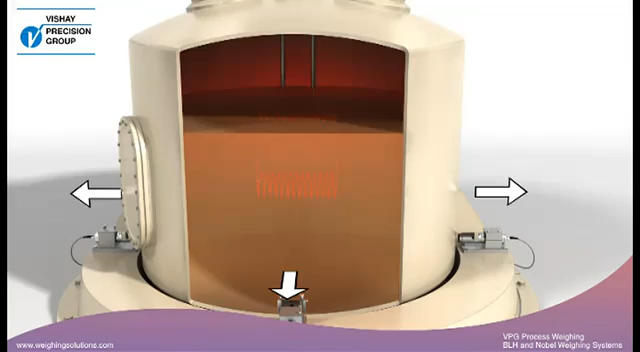 VISHAY
PRECISION
GROUP
www.weighingsolutions.com
VPG Process Weighing
BLH and Nobel Weighing Systems